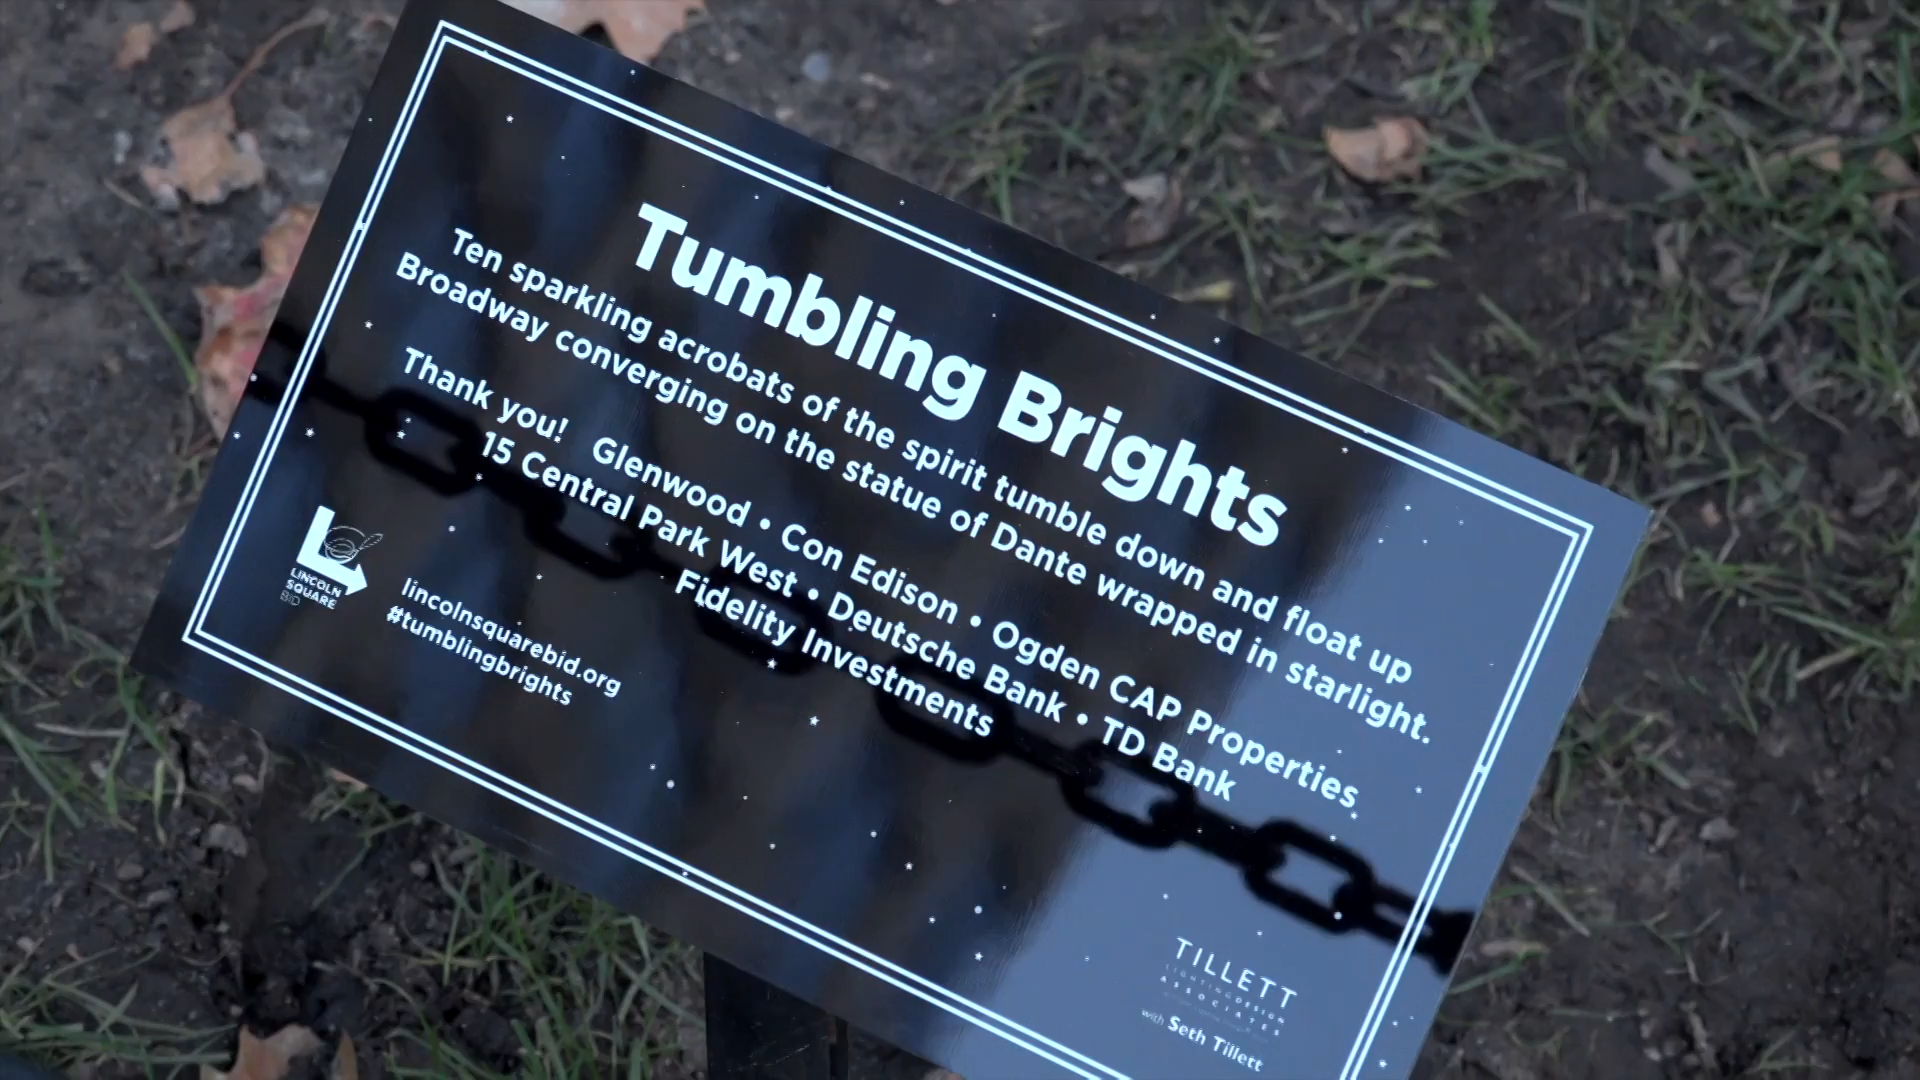 Tumbling Brights
Ten sparkling acrobats of the spirit tumble down and float up
Broadway converging on the statue of Dante wrapped in starlight.
Thank you! Glenwood • Con Edison • Ogden CAP Properties
15 Central Park West • Deutsche Bank • TD Bank
Fidelity Investments
LINCOLN
SQUARE
BID
lincolnsquarebid.org
#tumblingbrights
TILLETT
LIGHTINGDESIGN
ASSOCIATES
with Seth Tillett